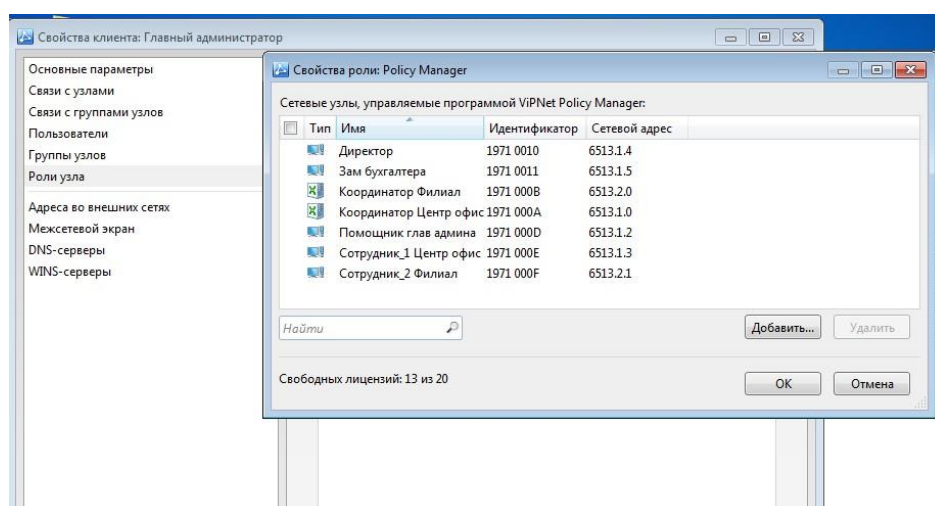 Свойства клиента: Главный администратор
Основные параметры
Связи с узлами
Связи с группами узлов
Пользователи
Группы узлов
Роли узла
Адреса во внешних сетях
Межсетевой экран
DNS-серверы
WINS-серверы
Свойства роли: Policy Manager
Сетевые узлы, управляемые программой ViPNet Policy Manager:
Тип Имя Идентификатор Сетевой адрес
Директор 1971 0010 6513.1.4
Зам бухгалтера 1971 0011 6513.1.5
Координатор Филиал 1971 000B 6513.2.0
Координатор Центр офис 1971 000A 6513.1.0
Помощник глав админа 1971 000D 6513.1.2
Сотрудник_1 Центр офис 1971 000E 6513.1.3
Сотрудник_2 Филиал 1971 000F 6513.2.1
Найти
Добавить...
Удалить
Свободных лицензий: 13 из 20
ОК
Отмена